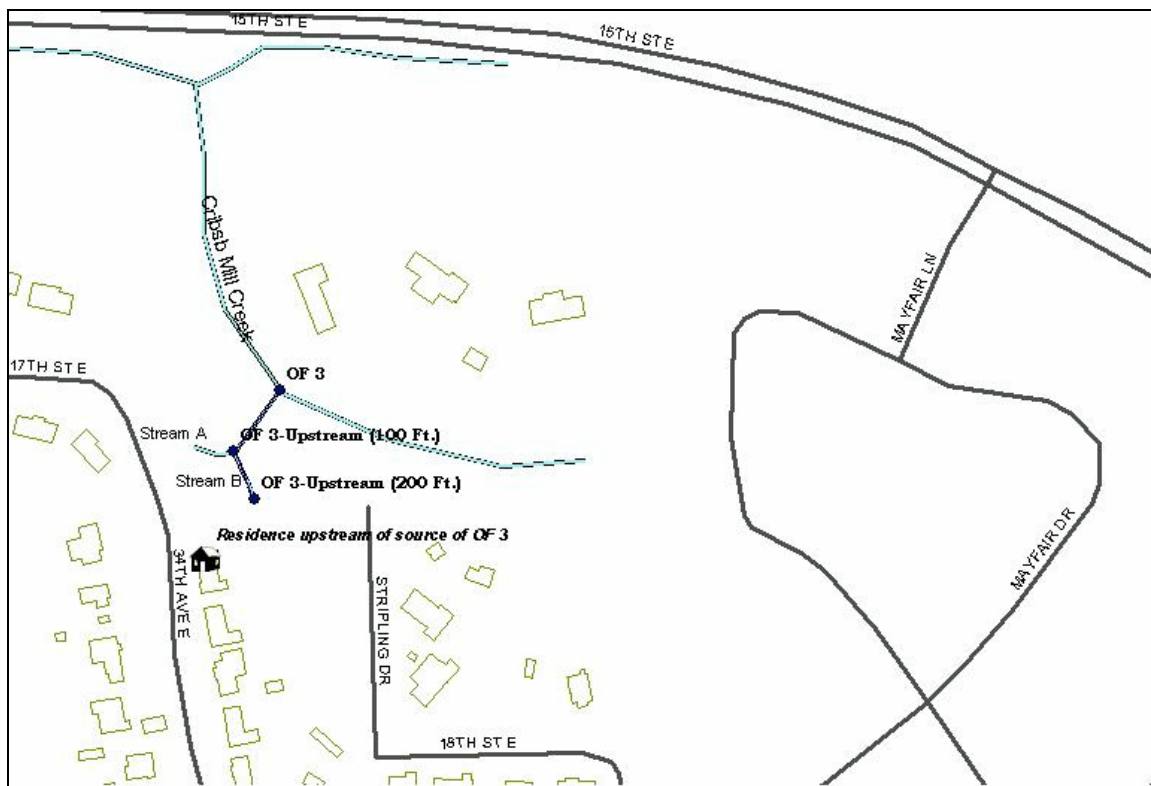 15TH ST E
15TH ST E
Cribsb Mill Creek
MAYFAIR LN
17TH ST E
OF 3
Stream A
OF 3-Upstream (100 Ft.)
Stream B
OF 3-Upstream (200 Ft.)
Residence upstream of source of OF 3
34TH AVE E
STRIPLING DR
MAYFAIR DR
18TH ST E